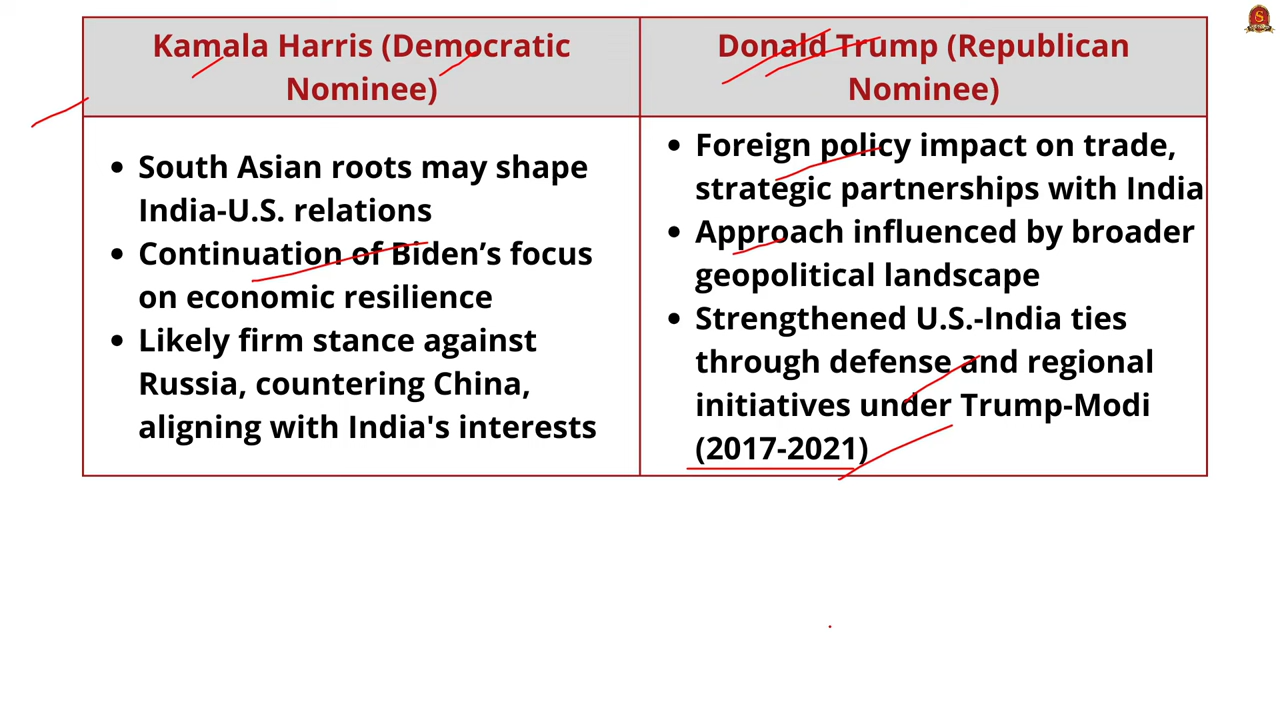 Kamala Harris (Democratic
Nominee)
Donald Trump (Republican
Nominee)
• South Asian roots may shape
India-U.S. relations
• Continuation of Biden’s focus
on economic resilience
• Likely firm stance against
Russia, countering China,
aligning with India's interests
• Foreign policy impact on trade,
strategic partnerships with India
• Approach influenced by broader
geopolitical landscape
• Strengthened U.S.-India ties
through defense and regional
initiatives under Trump-Modi
(2017-2021)